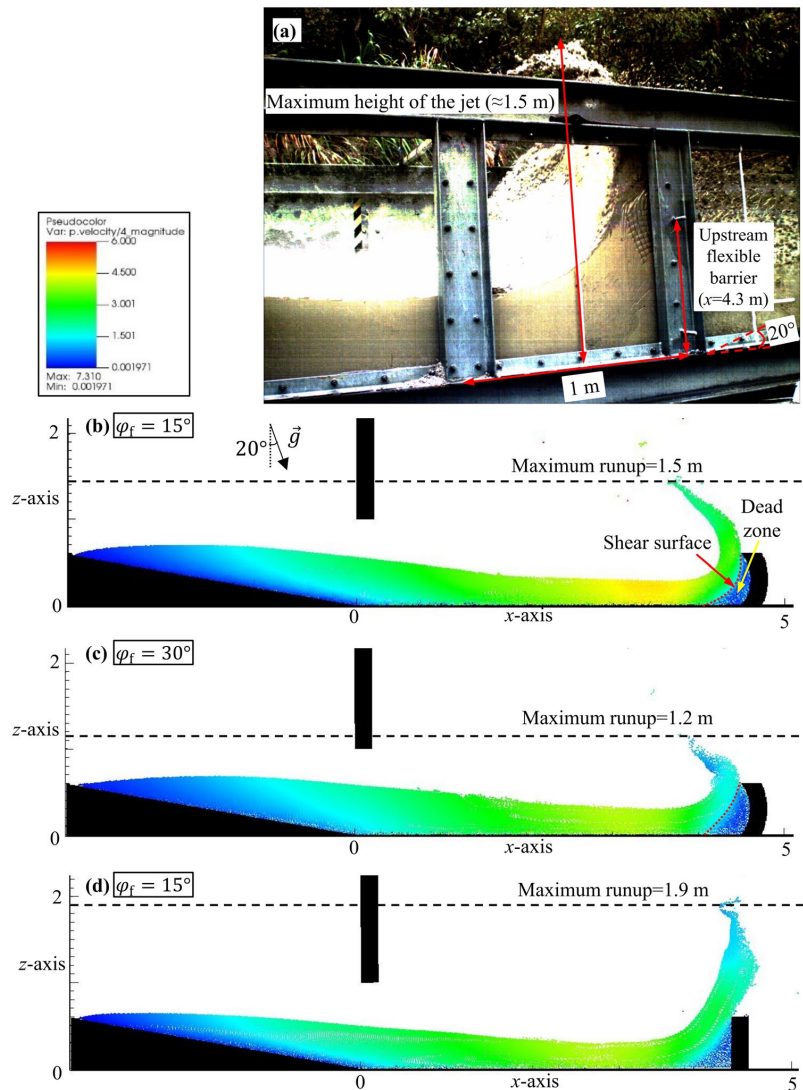 (a)
Maximum height of the jet (≈1.5 m)
Upstream
flexible
barrier
(x=4.3 m)
20°
1 m
Pseudocolor
Var: p.velocity/4_magnitude
6.000
4.500
3.001
1.501
0.001971
Max: 7.310
Min: 0.001971
(b) φf = 15°
20° g⃗
2
Maximum runup=1.5 m
z-axis
Dead
zone
Shear surface
0
0 x-axis 5
(c) φf = 30°
2
Maximum runup=1.2 m
z-axis
0
0 x-axis 5
(d) φf = 15°
2
Maximum runup=1.9 m
z-axis
0
0 x-axis 5